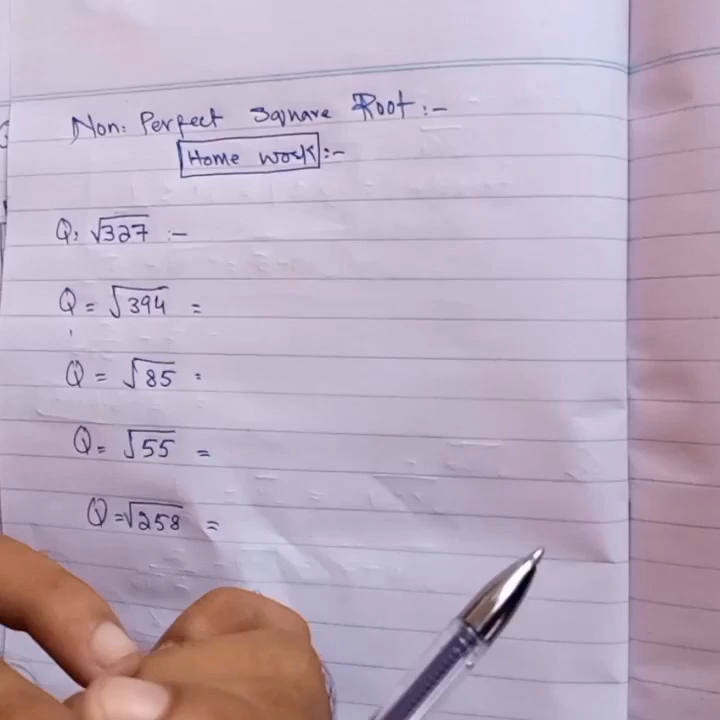 Non: Perfect Square Root:-
Home work:-
Q: √327 :-
Q = √394 =
Q = √85 =
Q = √55 =
Q = √258 =